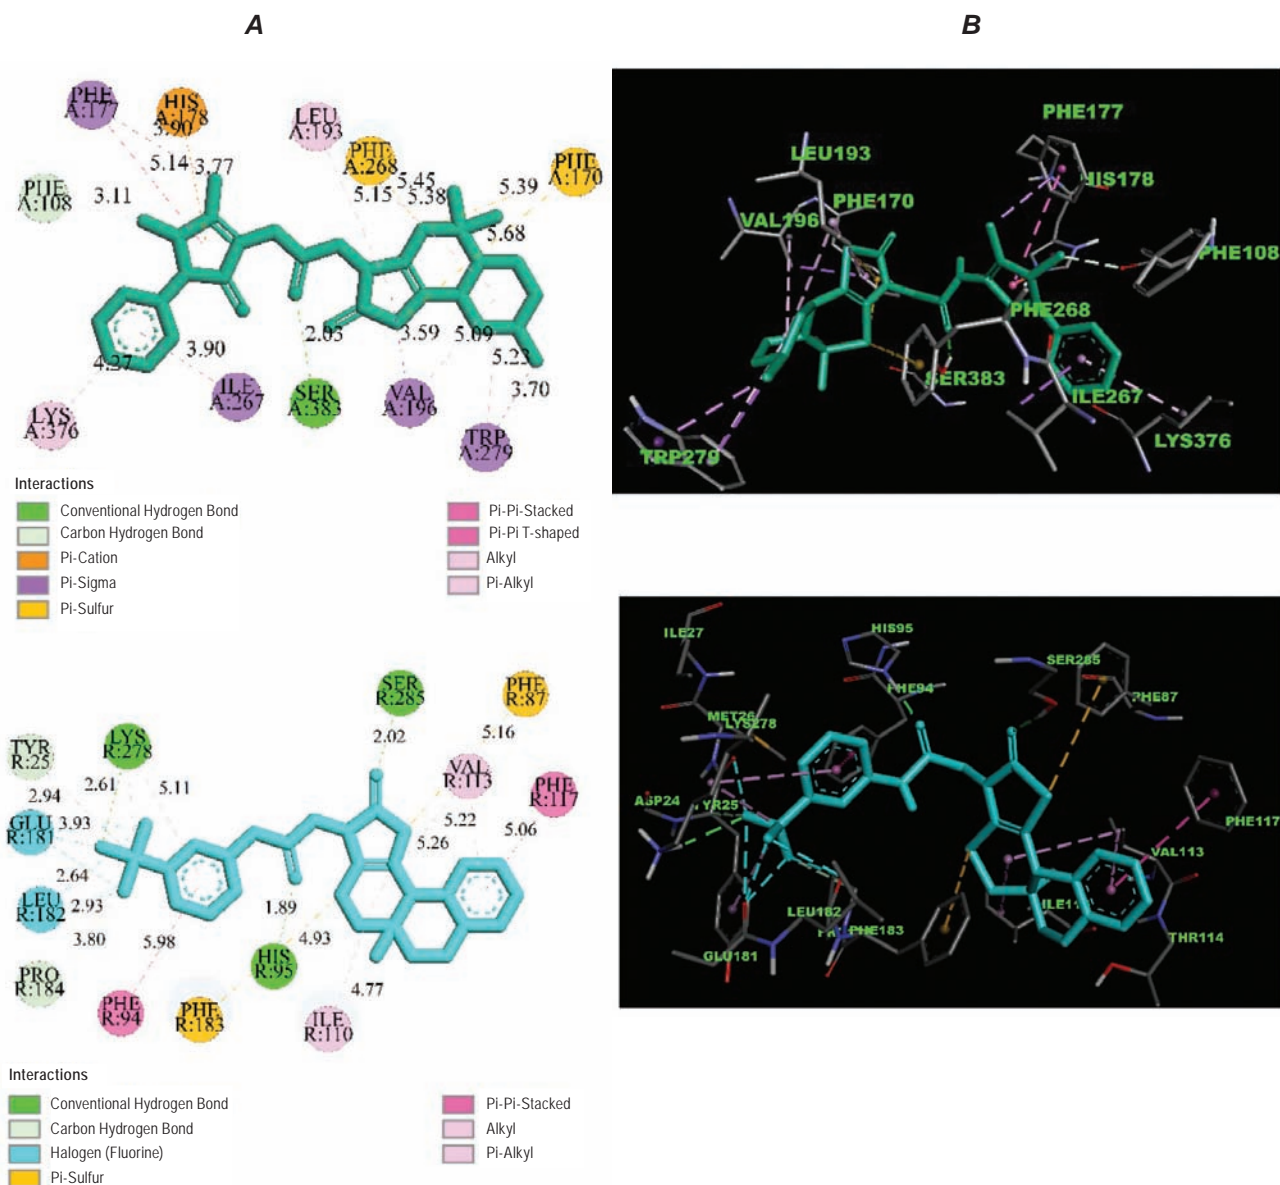 A
B
PHE
A:177
HIS
A:178
3.90
LEU
A:193
PHE
A:268
PHE
A:170
PHE
A:108
3.11
5.14
3.77
5.15
5.45
5.38
5.39
5.68
4.27
3.90
2.03
3.59
5.09
5.23
3.70
LYS
A:376
ILE
A:267
SER
A:383
VAL
A:196
TRP
A:279
Interactions
Conventional Hydrogen Bond
Carbon Hydrogen Bond
Pi-Cation
Pi-Sigma
Pi-Sulfur
Pi-Pi-Stacked
Pi-Pi T-shaped
Alkyl
Pi-Alkyl
PHE177
LEU193
HIS178
PHE170
VAL196
PHE108
PHE268
SER383
ILE267
LYS376
TRP279
SER
R:285
PHE
R:87
LYS
R:278
TYR
R:25
2.02
5.16
VAL
R:113
PHE
R:117
2.94
2.61
5.11
GLU
R:181
3.93
5.22
5.06
5.26
2.64
LEU
R:182
2.93
3.80
5.98
1.89
4.93
HIS
R:95
PRO
R:184
PHE
R:94
PHE
R:183
4.77
ILE
R:110
Interactions
Conventional Hydrogen Bond
Carbon Hydrogen Bond
Halogen (Fluorine)
Pi-Sulfur
Pi-Pi-Stacked
Alkyl
Pi-Alkyl
ILE27
HIS95
SER285
PHE94
PHE87
MET26
LYS278
ASP24
TYR25
PHE117
VAL113
LEU182
PHE183
GLU181
THR114